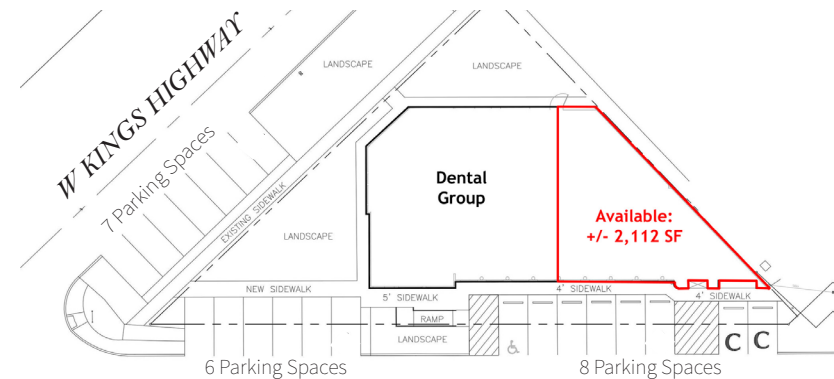 W KINGS HIGHWAY
LANDSCAPE
LANDSCAPE
7 Parking Spaces
EXISTING SIDEWALK
Dental
Group
Available:
+/- 2,112 SF
LANDSCAPE
NEW SIDEWALK
5' SIDEWALK
4' SIDEWALK
4' SIDEWALK
RAMP
LANDSCAPE
C C
6 Parking Spaces
8 Parking Spaces